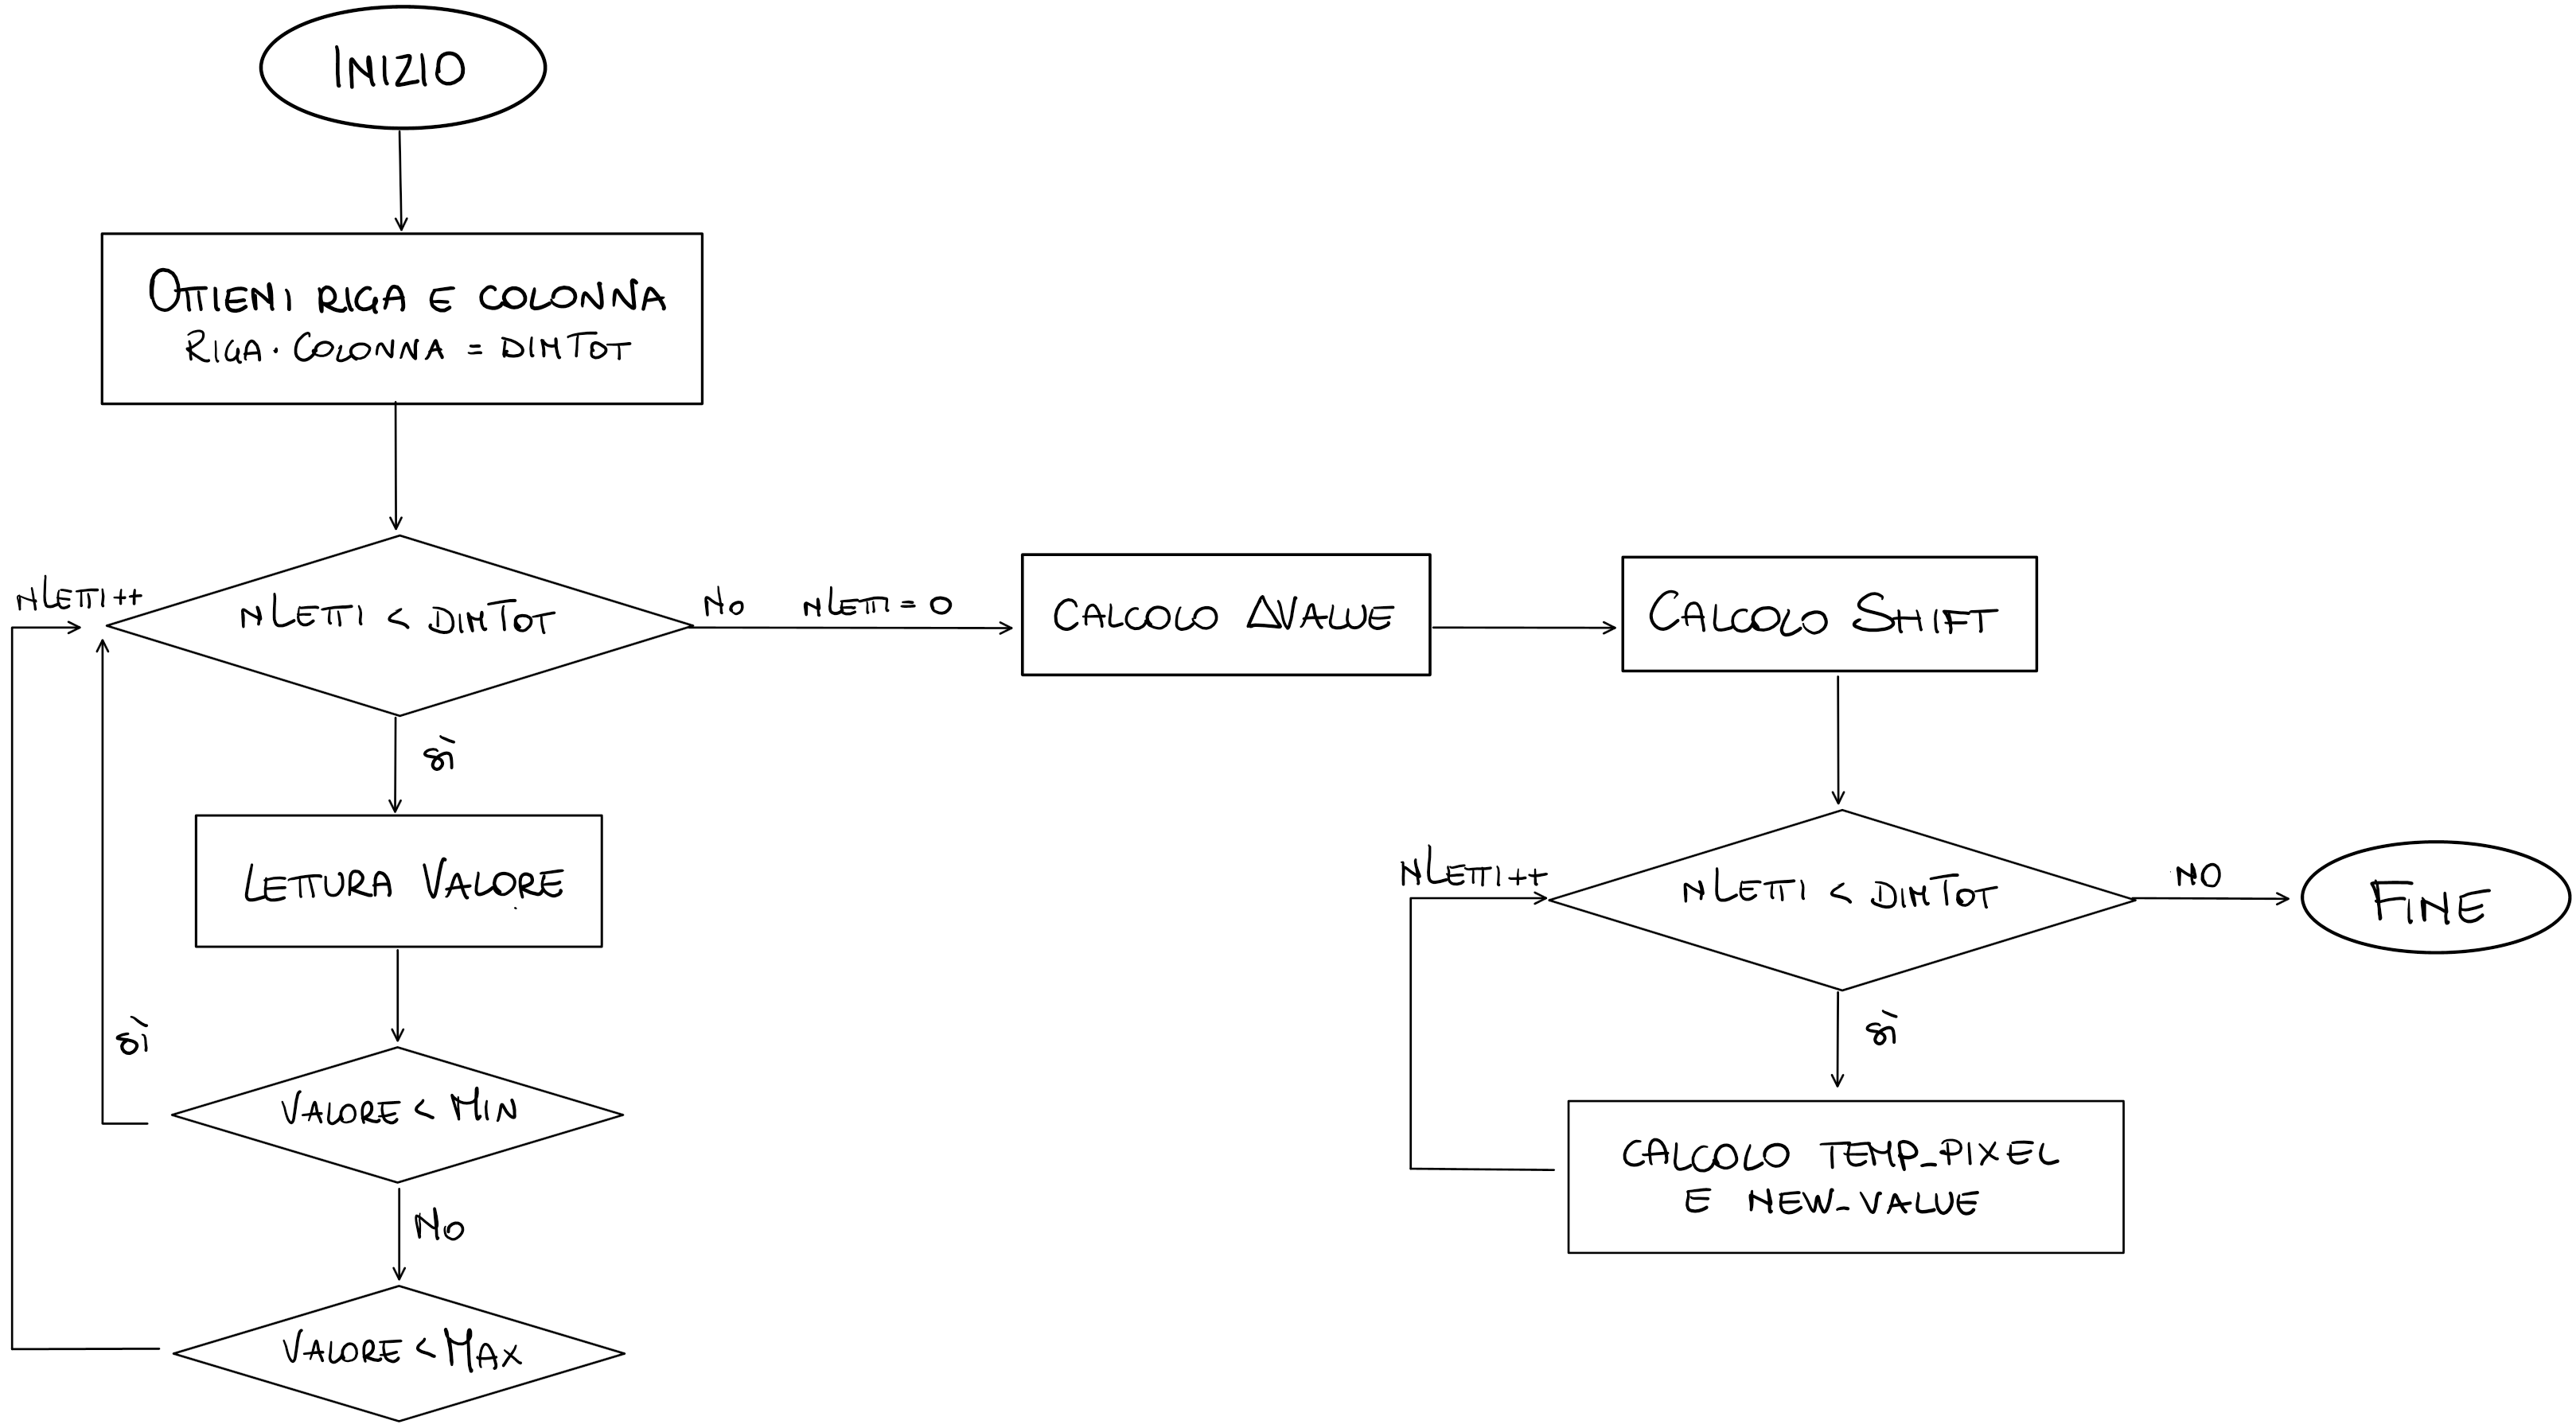 INIZIO
OTTIENI RIGA E COLONNA
RIGA · COLONNA = DIMTOT
NLETTI++
NLETTI < DIMTOT
NO
NLETTI = 0
CALCOLO ΔVALUE
CALCOLO SHIFT
sì
LETTURA VALORE
sì
VALORE < MIN
NO
VALORE < MAX
NLETTI++
NLETTI < DIMTOT
NO
FINE
sì
CALCOLO TEMP_PIXEL
E NEW_VALUE